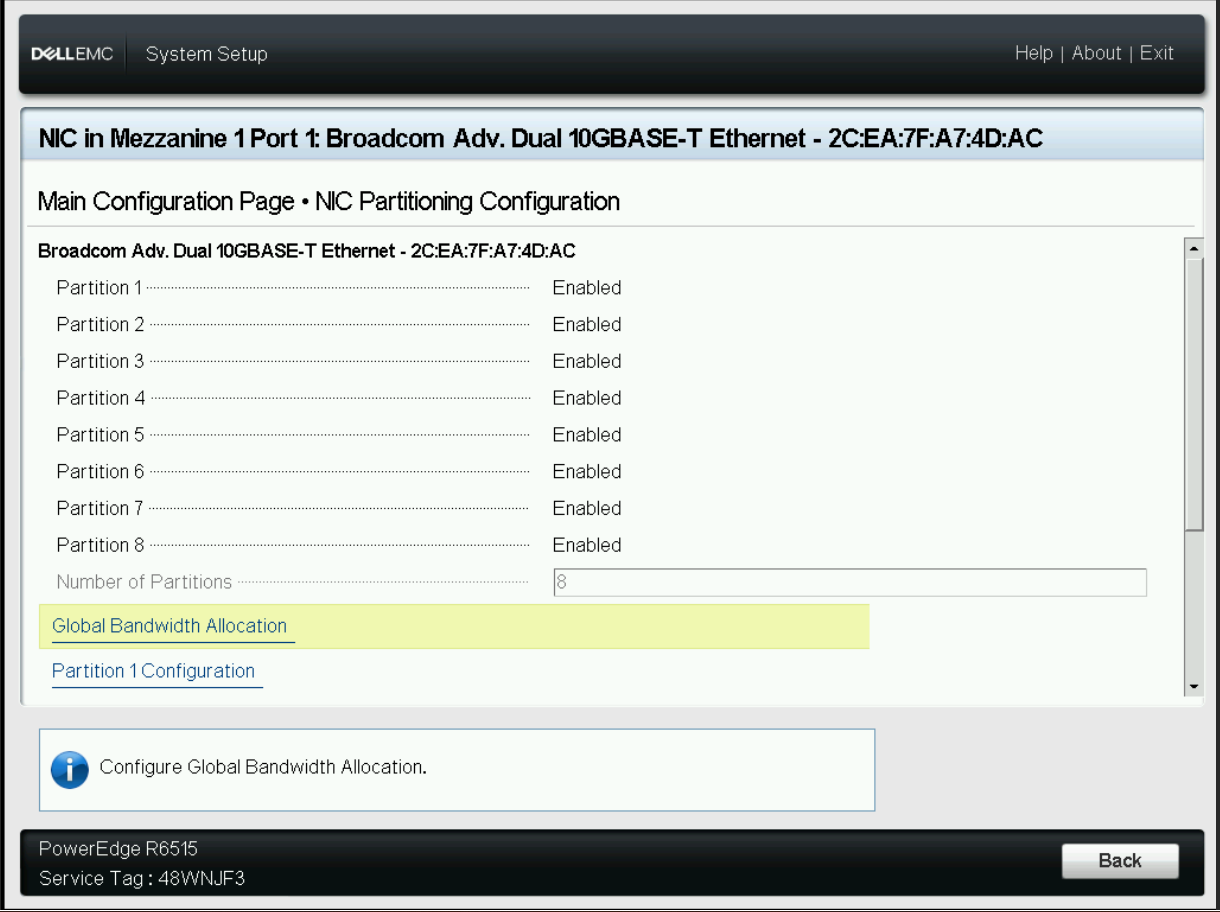 DELLEMC System Setup Help | About | Exit
NIC in Mezzanine 1 Port 1: Broadcom Adv. Dual 10GBASE-T Ethernet - 2C:EA:7F:A7:4D:AC
Main Configuration Page • NIC Partitioning Configuration
Broadcom Adv. Dual 10GBASE-T Ethernet - 2C:EA:7F:A7:4D:AC
Partition 1 Enabled
Partition 2 Enabled
Partition 3 Enabled
Partition 4 Enabled
Partition 5 Enabled
Partition 6 Enabled
Partition 7 Enabled
Partition 8 Enabled
Number of Partitions 8
Global Bandwidth Allocation
Partition 1 Configuration
Configure Global Bandwidth Allocation.
PowerEdge R6515
Service Tag : 48WNJF3
Back